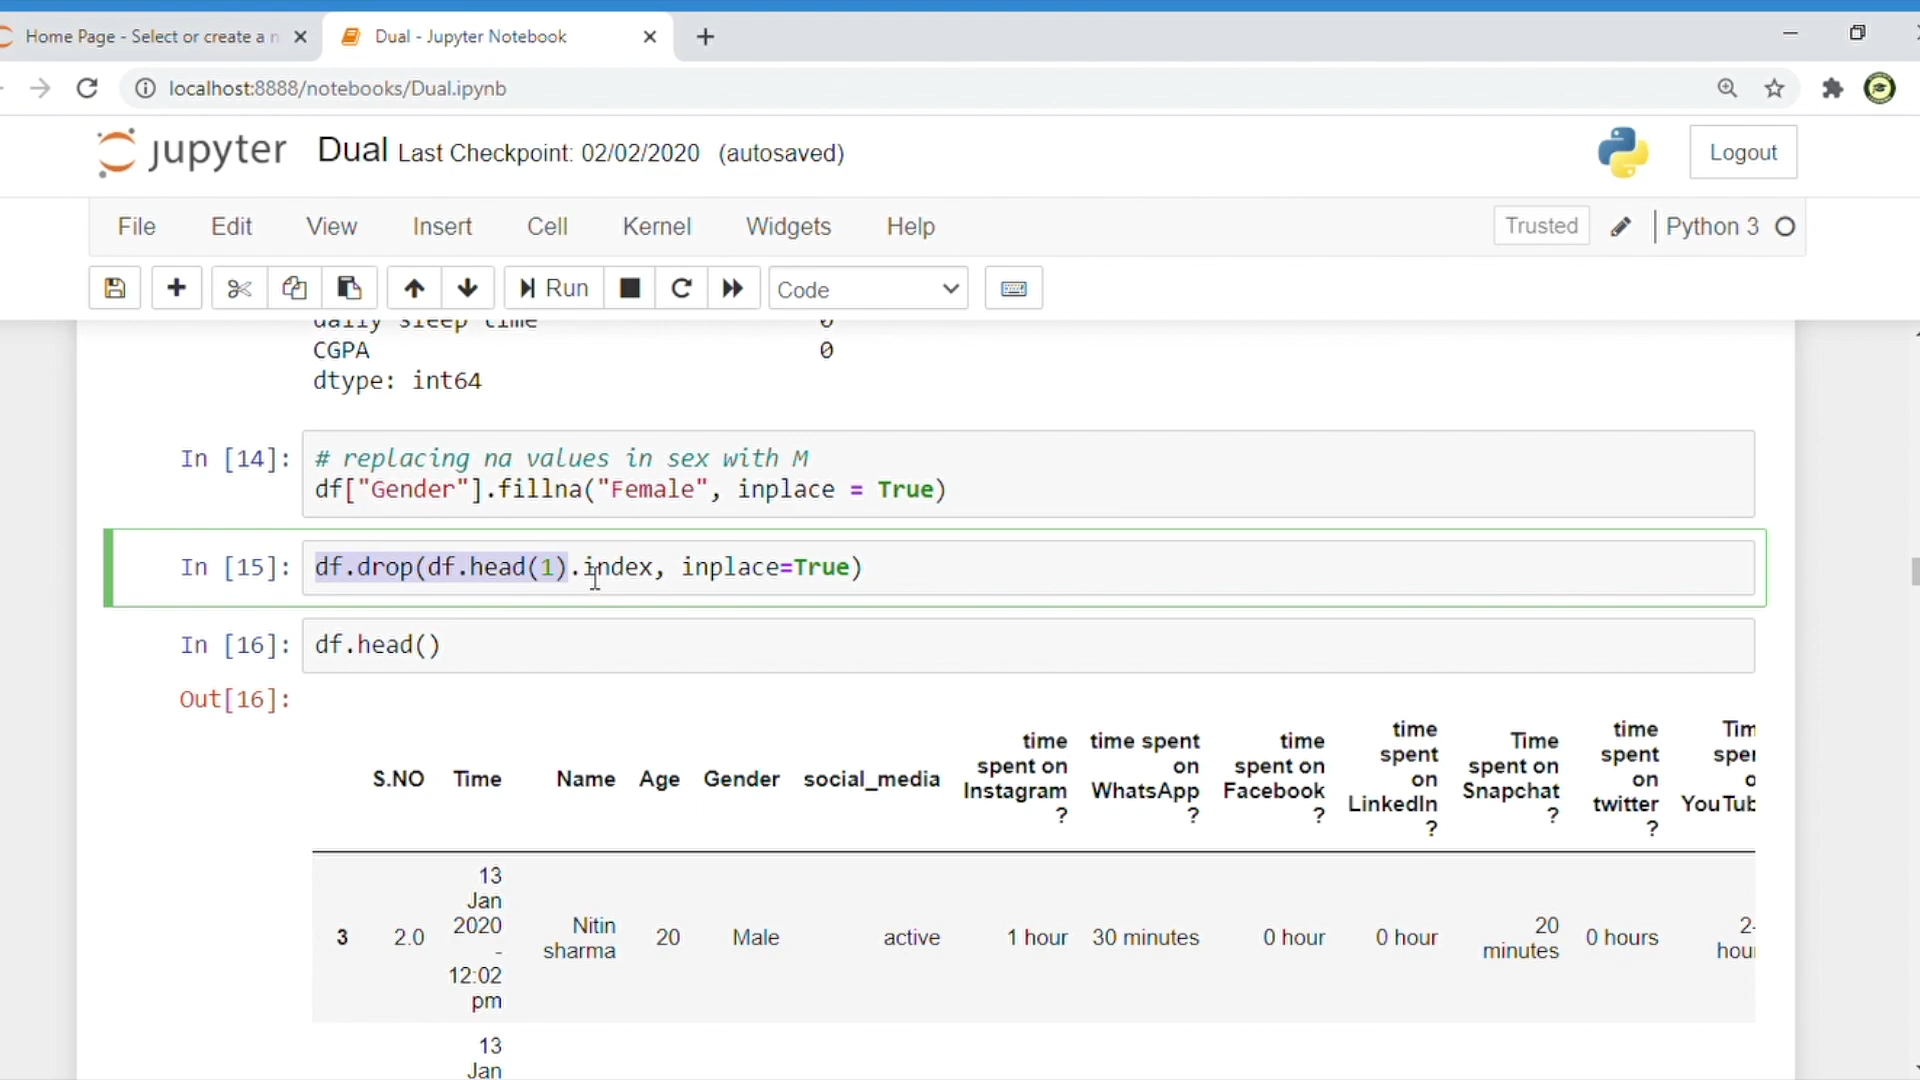 Home Page - Select or create a n
Dual - Jupyter Notebook
localhost:8888/notebooks/Dual.ipynb
jupyter Dual Last Checkpoint: 02/02/2020 (autosaved)
Logout
File Edit View Insert Cell Kernel Widgets Help
Trusted
Python 3
Run
Code
daily sleep time 0
CGPA 0
dtype: int64
In [14]: # replacing na values in sex with M
df["Gender"].fillna("Female", inplace = True)
In [15]: df.drop(df.head(1).index, inplace=True)
In [16]: df.head()
Out[16]:
S.NO Time Name Age Gender social_media time spent on Instagram ? time spent on WhatsApp ? time spent on Facebook ? time spent on LinkedIn ? Time spent on Snapchat ? time spent on twitter ?
3 2.0 13 Jan 2020 - 12:02 pm Nitin sharma 20 Male active 1 hour 30 minutes 0 hour 0 hour 20 minutes 0 hours 2-
13
Jan